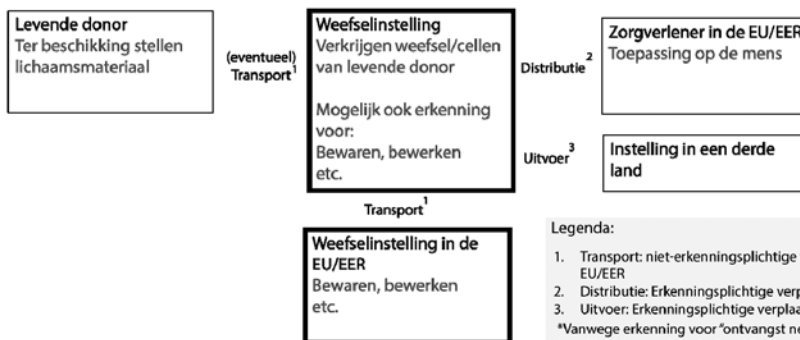 Levende donor
Ter beschikking stellen
lichaamsmateriaal
(eventueel)
Transport1
Weefselinstelling
Verkrijgen weefsel/cellen
van levende donor
Mogelijk ook erkenning
voor:
Bewaren, bewerken
etc.
Distributie2
Zorgverlener in de EU/EER
Toepassing op de mens
Uitvoer3
Instelling in een derde
land
Transport1
Weefselinstelling in de
EU/EER
Bewaren, bewerken
etc.
Legenda:
1. Transport: niet-erkenningsplichtige
EU/EER
2. Distributie: Erkenningsplichtige
3. Uitvoer: Erkenningsplichtige
*Vanwege erkenning voor "ontvangst